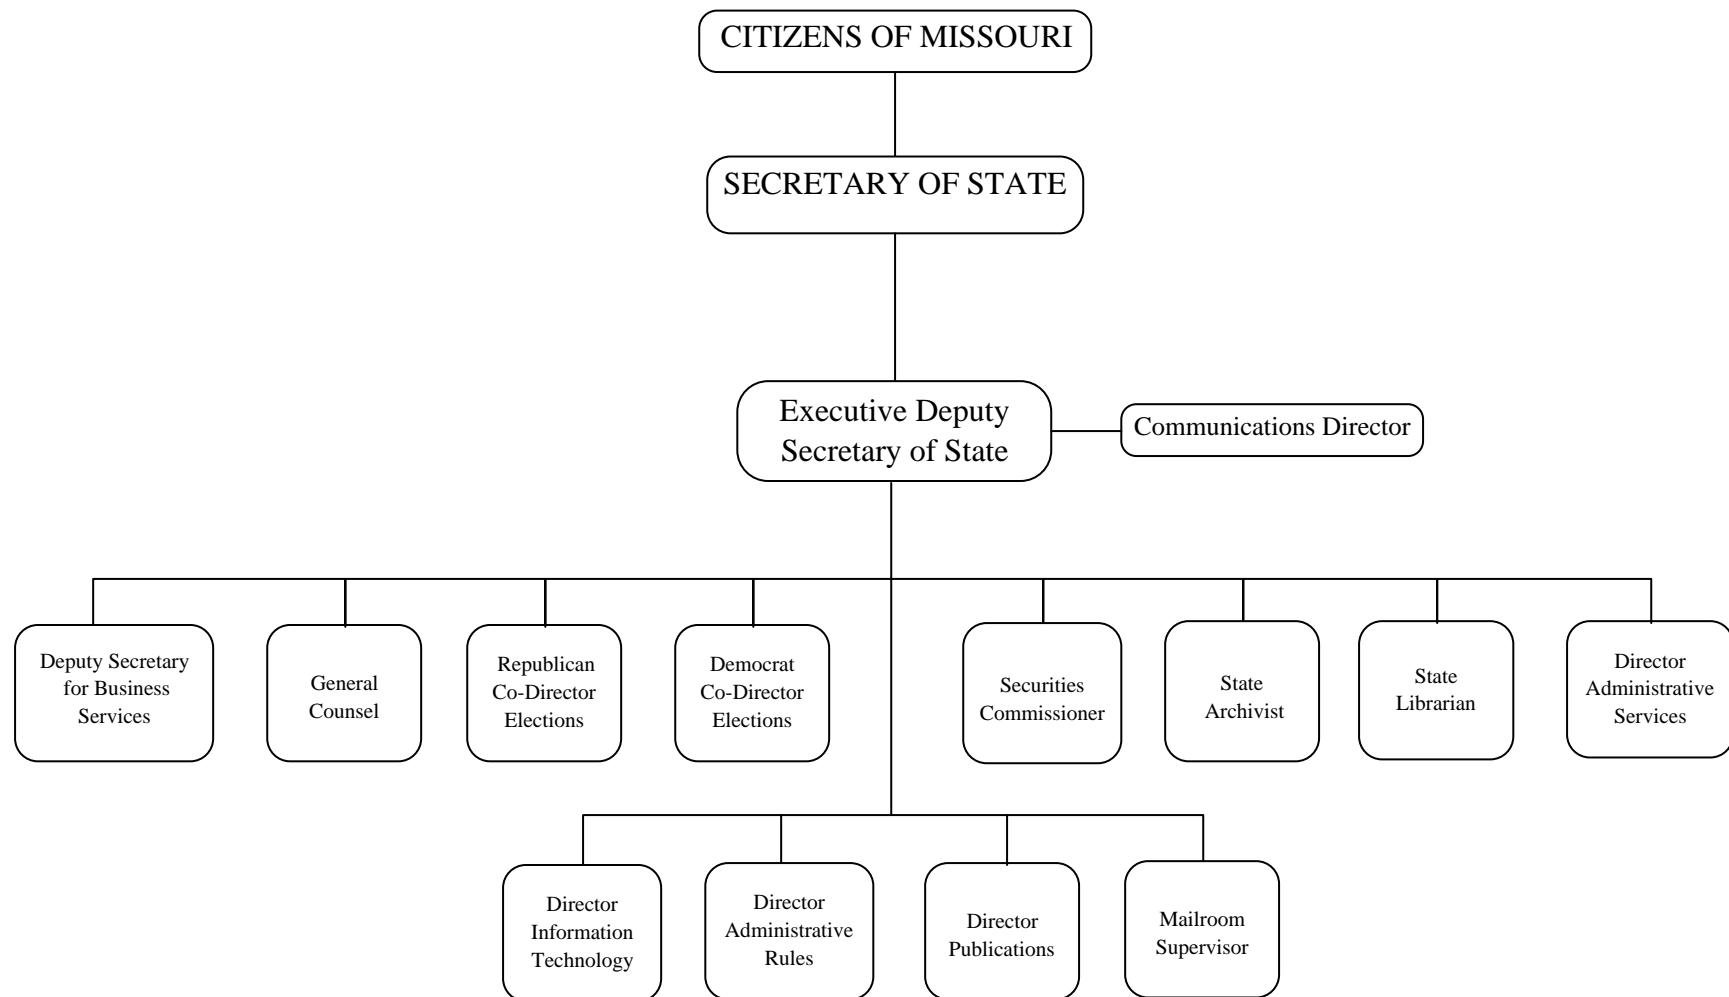 CITIZENS OF MISSOURI
SECRETARY OF STATE
Executive Deputy
Secretary of State
Communications Director
Deputy Secretary
for Business
Services
General
Counsel
Republican
Co-Director
Elections
Democrat
Co-Director
Elections
Securities
Commissioner
State
Archivist
State
Librarian
Director
Administrative
Services
Director
Information
Technology
Director
Administrative
Rules
Director
Publications
Mailroom
Supervisor